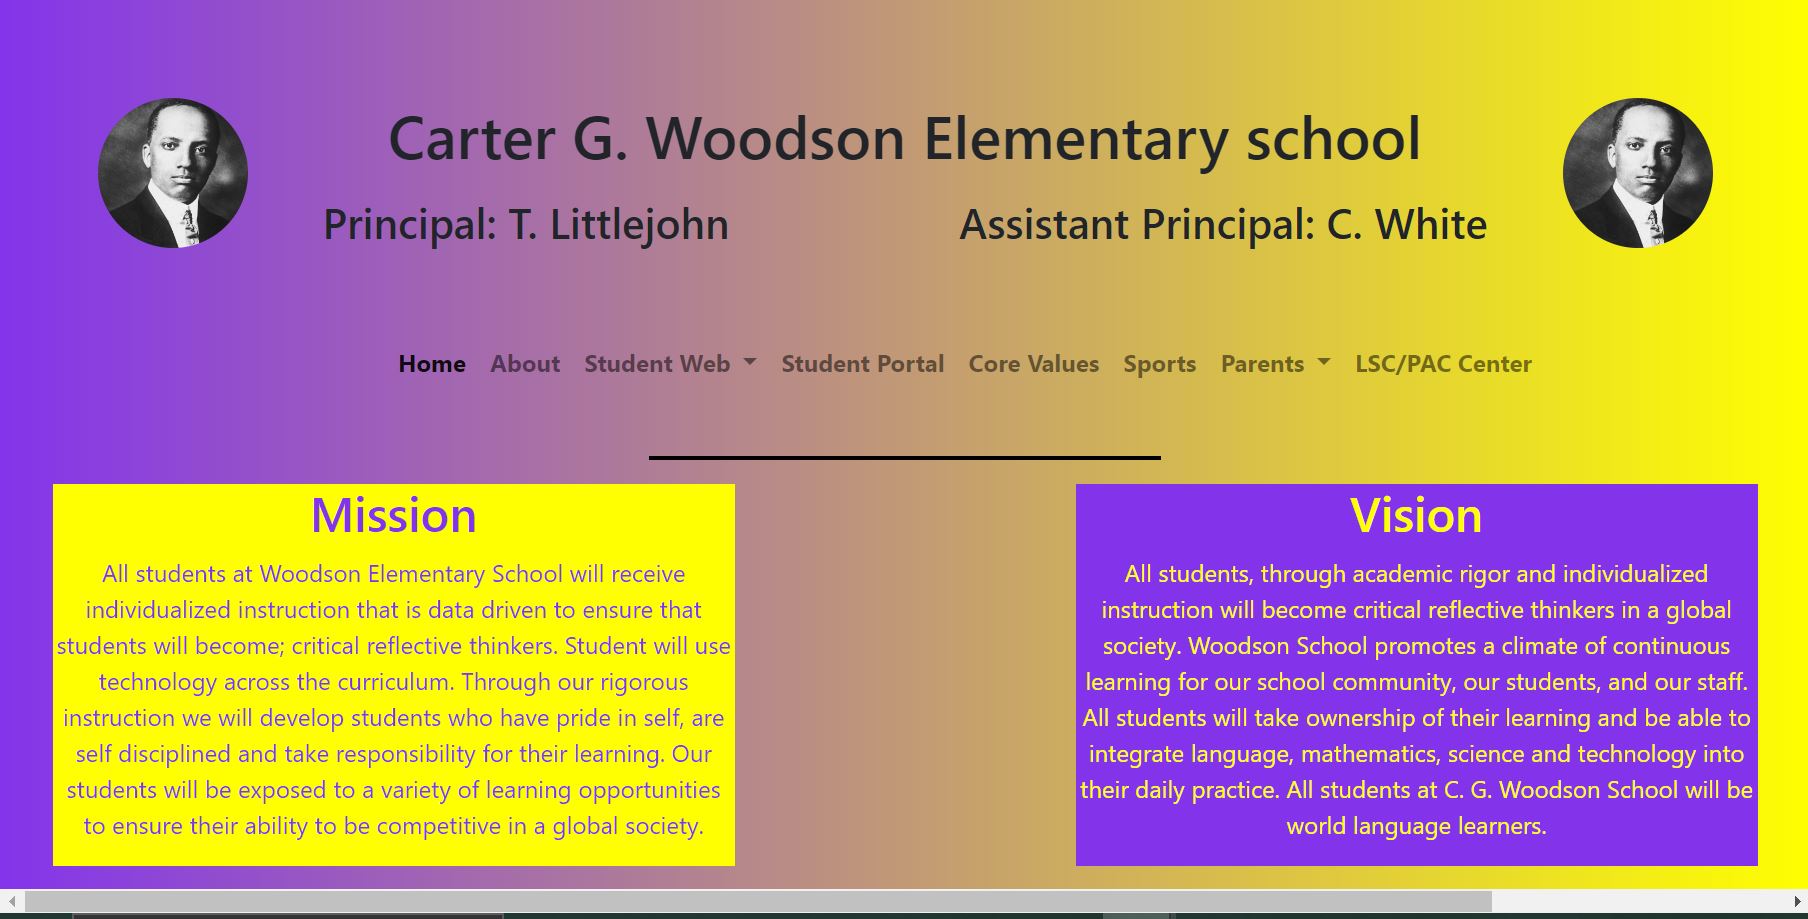 Carter G. Woodson Elementary school
Principal: T. Littlejohn
Assistant Principal: C. White
Home About Student Web Student Portal Core Values Sports Parents LSC/PAC Center
Mission
All students at Woodson Elementary School will receive
individualized instruction that is data driven to ensure that
students will become; critical reflective thinkers. Student will use
technology across the curriculum. Through our rigorous
instruction we will develop students who have pride in self, are
self disciplined and take responsibility for their learning. Our
students will be exposed to a variety of learning opportunities
to ensure their ability to be competitive in a global society.
Vision
All students, through academic rigor and individualized
instruction will become critical reflective thinkers in a global
society. Woodson School promotes a climate of continuous
learning for our school community, our students, and our staff.
All students will take ownership of their learning and be able to
integrate language, mathematics, science and technology into
their daily practice. All students at C. G. Woodson School will be
world language learners.